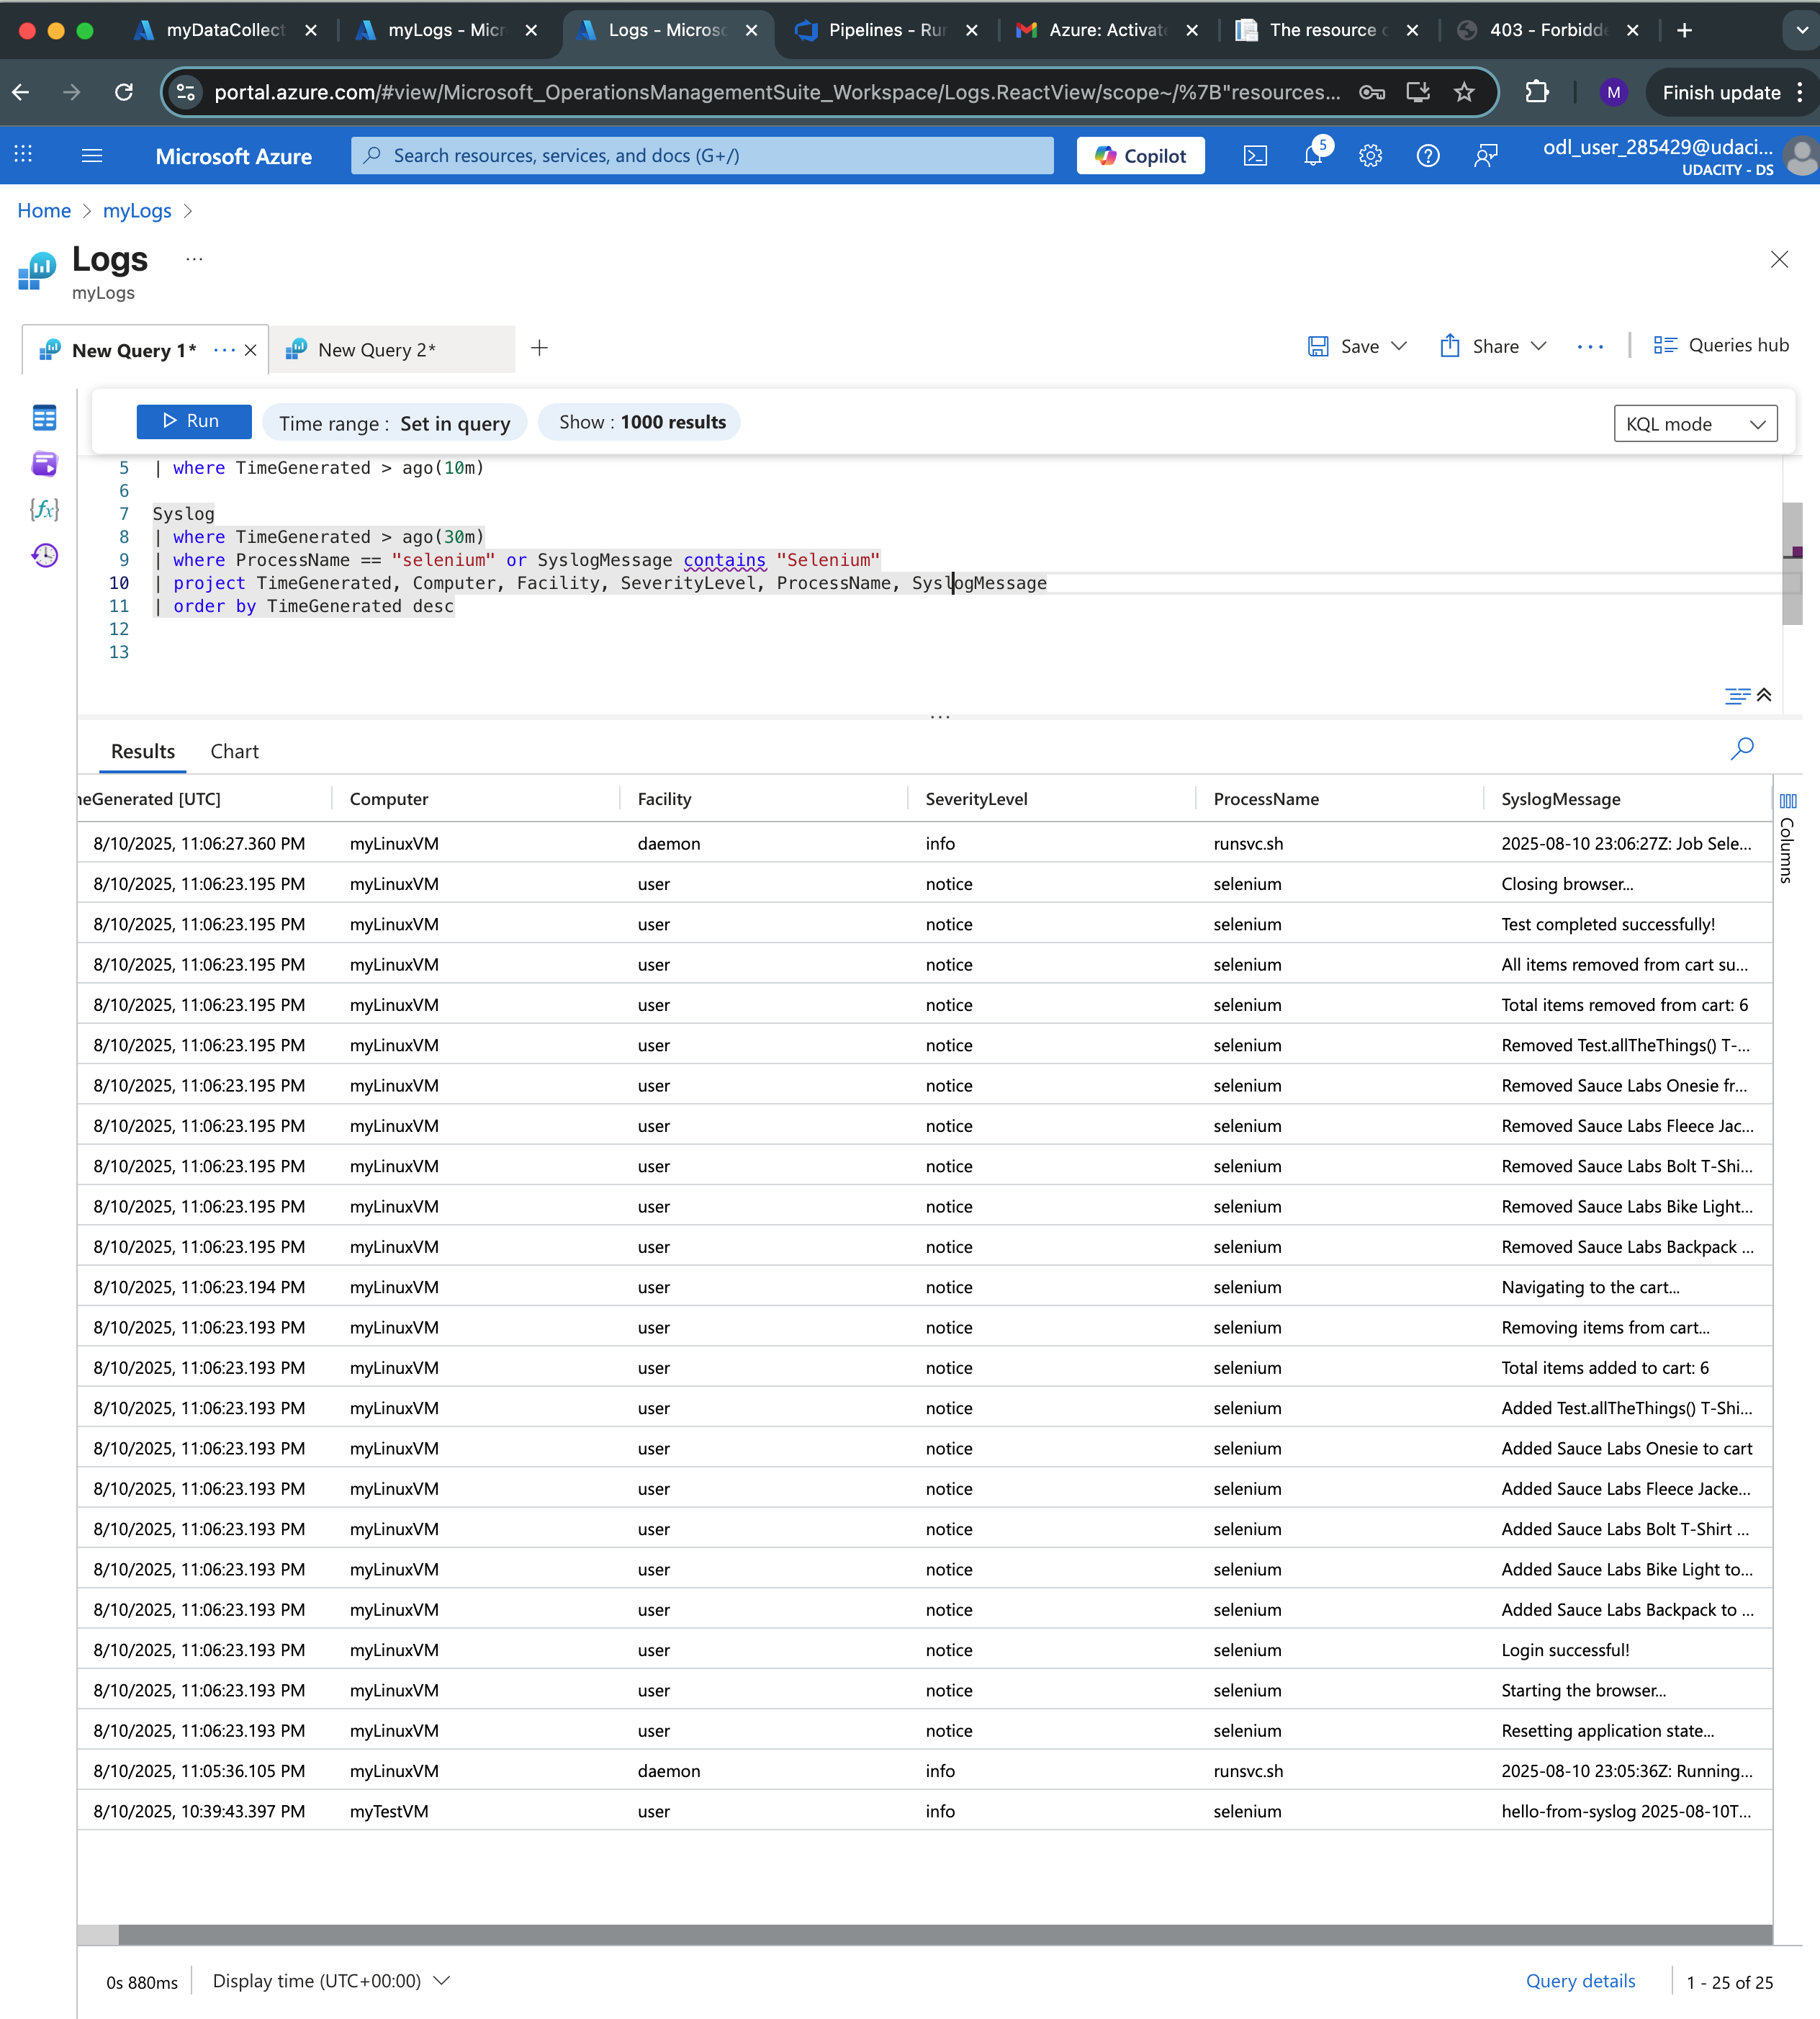 myDataCollect
myLogs - Micr
Logs - Micros
Pipelines - Run
Azure: Activate
The resource c
403 - Forbidde
portal.azure.com/#view/Microsoft_OperationsManagementSuite_Workspace/Logs.ReactView/scope~/%7B"resources...
M
Finish update
Microsoft Azure
Search resources, services, and docs (G+/)
Copilot
5
odl_user_285429@udaci...
UDACITY - DS
Home > myLogs >
Logs ...
myLogs
New Query 1* ...
New Query 2*
Save
Share
...
Queries hub
Run
Time range : Set in query
Show : 1000 results
KQL mode
{fx}
5 | where TimeGenerated > ago(10m)
6
7 Syslog
8 | where TimeGenerated > ago(30m)
9 | where ProcessName == "selenium" or SyslogMessage contains "Selenium"
10 | project TimeGenerated, Computer, Facility, SeverityLevel, ProcessName, SyslogMessage
11 | order by TimeGenerated desc
12
13
...
Results Chart
neGenerated [UTC] Computer Facility SeverityLevel ProcessName SyslogMessage
Columns
8/10/2025, 11:06:27.360 PM myLinuxVM daemon info runsvc.sh 2025-08-10 23:06:27Z: Job Sele...
8/10/2025, 11:06:23.195 PM myLinuxVM user notice selenium Closing browser...
8/10/2025, 11:06:23.195 PM myLinuxVM user notice selenium Test completed successfully!
8/10/2025, 11:06:23.195 PM myLinuxVM user notice selenium All items removed from cart su...
8/10/2025, 11:06:23.195 PM myLinuxVM user notice selenium Total items removed from cart: 6
8/10/2025, 11:06:23.195 PM myLinuxVM user notice selenium Removed Test.allTheThings() T-...
8/10/2025, 11:06:23.195 PM myLinuxVM user notice selenium Removed Sauce Labs Onesie fr...
8/10/2025, 11:06:23.195 PM myLinuxVM user notice selenium Removed Sauce Labs Fleece Jac...
8/10/2025, 11:06:23.195 PM myLinuxVM user notice selenium Removed Sauce Labs Bolt T-Shi...
8/10/2025, 11:06:23.195 PM myLinuxVM user notice selenium Removed Sauce Labs Bike Light...
8/10/2025, 11:06:23.195 PM myLinuxVM user notice selenium Removed Sauce Labs Backpack ...
8/10/2025, 11:06:23.194 PM myLinuxVM user notice selenium Navigating to the cart...
8/10/2025, 11:06:23.193 PM myLinuxVM user notice selenium Removing items from cart...
8/10/2025, 11:06:23.193 PM myLinuxVM user notice selenium Total items added to cart: 6
8/10/2025, 11:06:23.193 PM myLinuxVM user notice selenium Added Test.allTheThings() T-Shi...
8/10/2025, 11:06:23.193 PM myLinuxVM user notice selenium Added Sauce Labs Onesie to cart
8/10/2025, 11:06:23.193 PM myLinuxVM user notice selenium Added Sauce Labs Fleece Jacke...
8/10/2025, 11:06:23.193 PM myLinuxVM user notice selenium Added Sauce Labs Bolt T-Shirt ...
8/10/2025, 11:06:23.193 PM myLinuxVM user notice selenium Added Sauce Labs Bike Light to...
8/10/2025, 11:06:23.193 PM myLinuxVM user notice selenium Added Sauce Labs Backpack to ...
8/10/2025, 11:06:23.193 PM myLinuxVM user notice selenium Login successful!
8/10/2025, 11:06:23.193 PM myLinuxVM user notice selenium Starting the browser...
8/10/2025, 11:06:23.193 PM myLinuxVM user notice selenium Resetting application state...
8/10/2025, 11:05:36.105 PM myLinuxVM daemon info runsvc.sh 2025-08-10 23:05:36Z: Running...
8/10/2025, 10:39:43.397 PM myTestVM user info selenium hello-from-syslog 2025-08-10T...
0s 880ms
Display time (UTC+00:00)
Query details
1 - 25 of 25